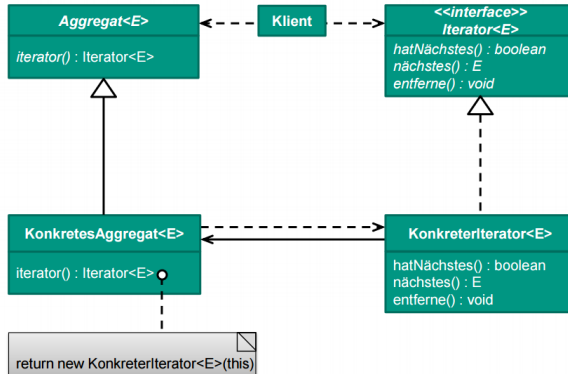 Aggregat<E>
iterator() : Iterator<E>
Klient
<<interface>>
Iterator<E>
hatNächstes() : boolean
nächstes() : E
entferne() : void
KonkretesAggregat<E>
iterator() : Iterator<E>
KonkreterIterator<E>
hatNächstes() : boolean
nächstes() : E
entferne() : void
return new KonkreterIterator<E>(this)